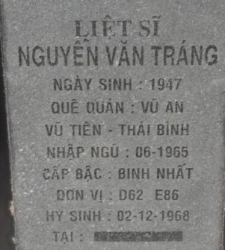 LIỆT SĨ
NGUYỄN VĂN TRÁNG
NGÀY SINH : 1947
QUÊ QUÁN : VŨ AN
VŨ TIÊN - THÁI BÌNH
NHẬP NGŨ : 06-1965
CẤP BẬC : BINH NHẤT
ĐƠN VỊ : D62 E86
HY SINH : 02-12-1968
TẠI :